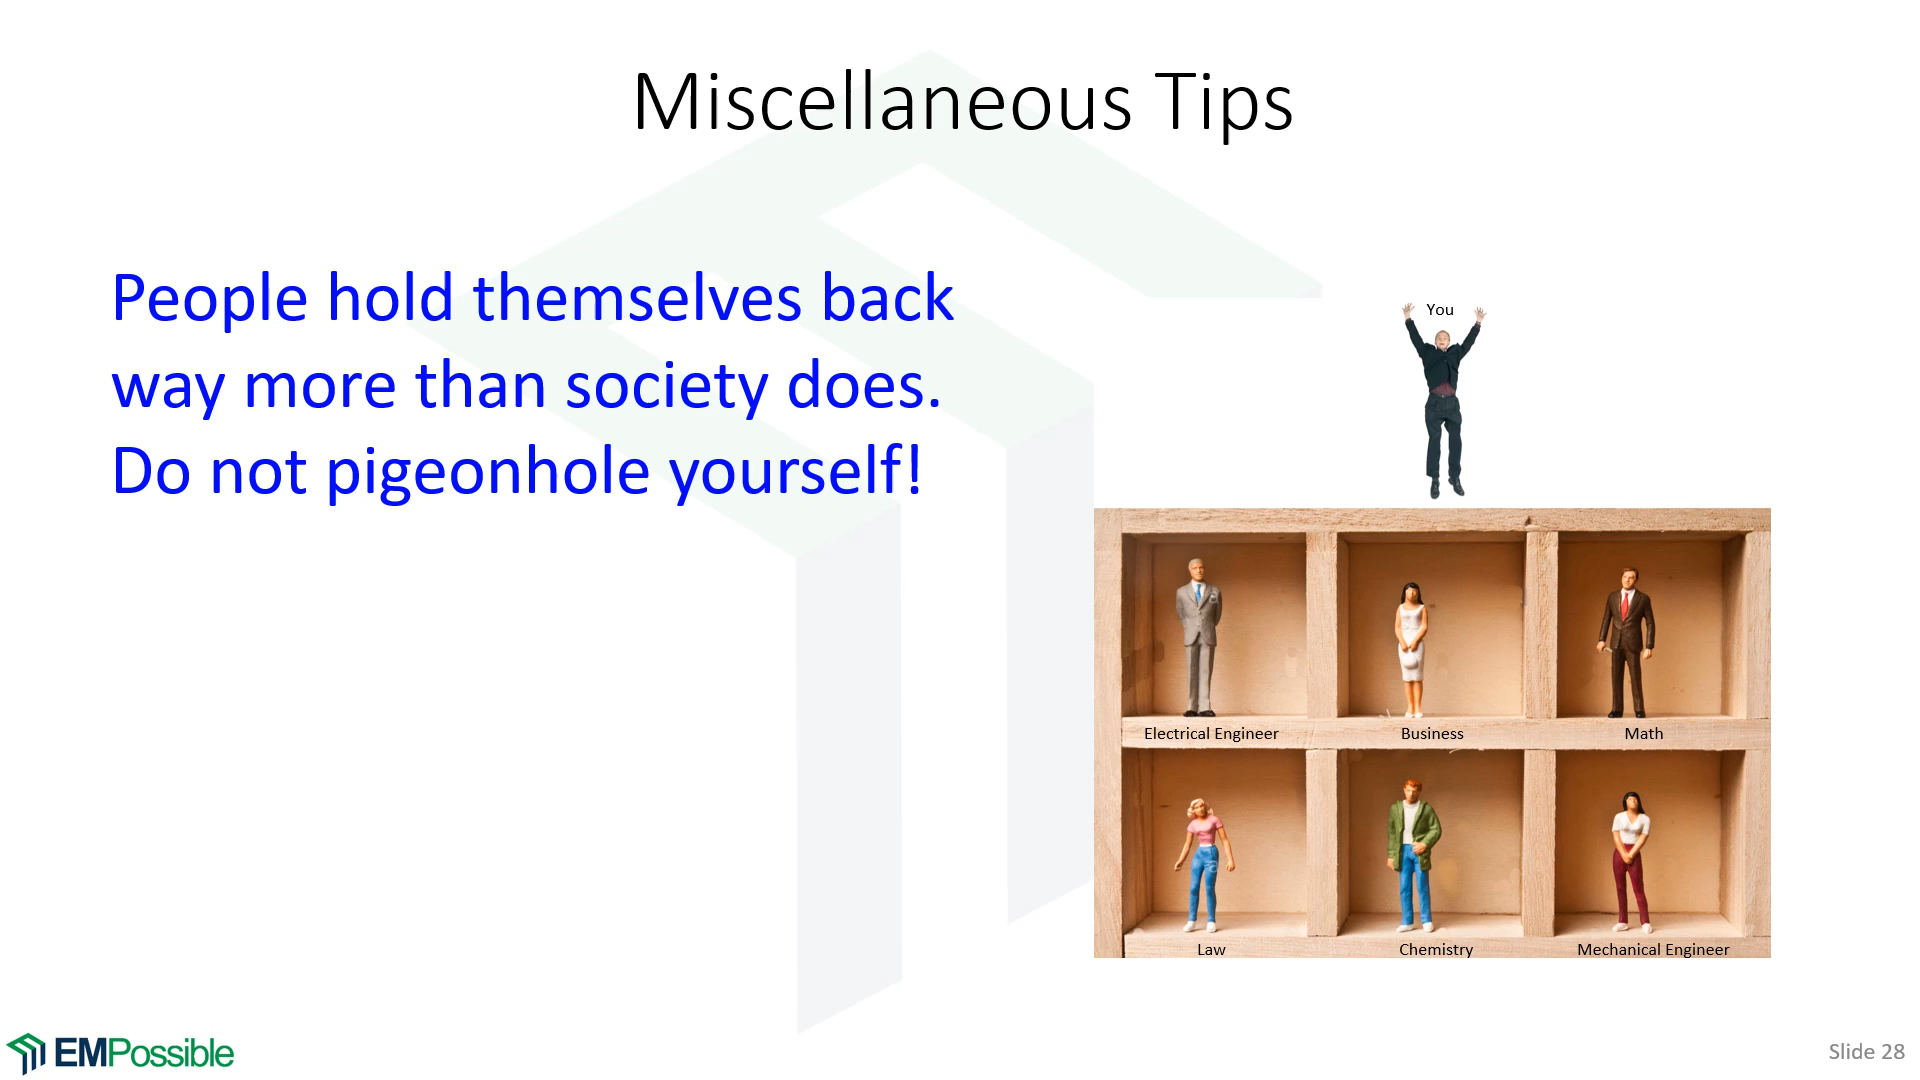 Miscellaneous Tips
People hold themselves back
way more than society does.
Do not pigeonhole yourself!
You
Electrical Engineer
Business
Math
Law
Chemistry
Mechanical Engineer
EMPossible
Slide 28